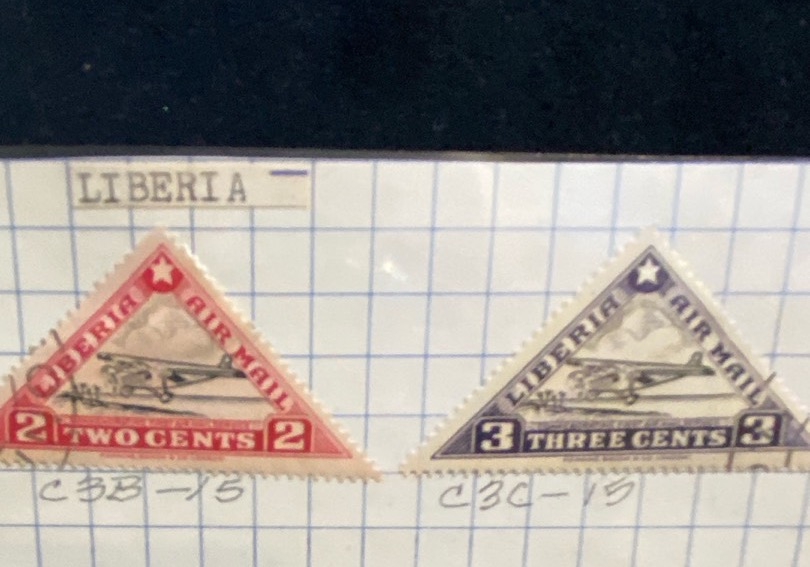 LIBERIA
LIBERIA AIR MAIL
2 TWO CENTS 2
LIBERIA AIR MAIL
3 THREE CENTS 3
C3B-15
C3C-15